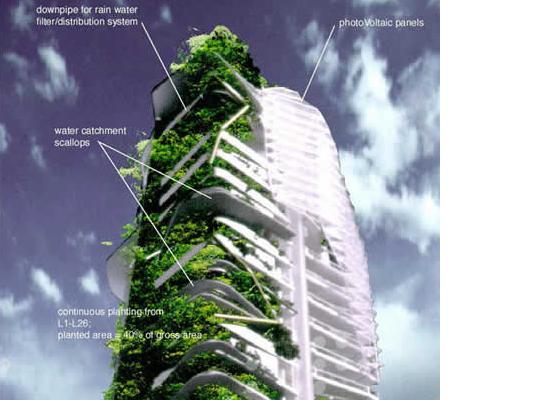 downpipe for rain water
filter/distribution system
photoVoltaic panels
water catchment
scallops
continuous planting from
L1-L26;
planted area = 40% of gross area